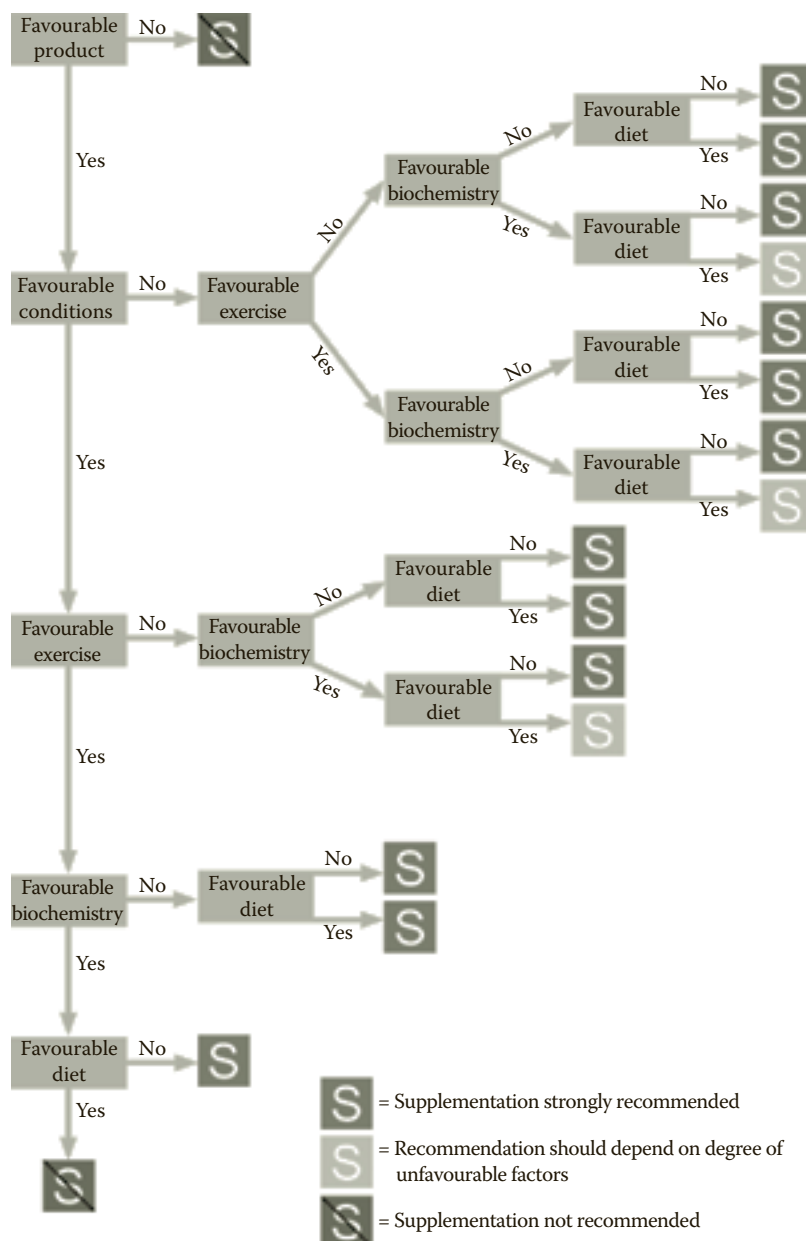 Favourable
product
No
S
Yes
Favourable
conditions
No
Favourable
exercise
No
Favourable
biochemistry
No
Favourable
diet
No
S
Yes
S
Yes
Favourable
diet
No
S
Yes
S
Yes
Favourable
biochemistry
No
Favourable
diet
No
S
Yes
S
Yes
Favourable
diet
No
S
Yes
S
Yes
Favourable
exercise
No
Favourable
biochemistry
No
Favourable
diet
No
S
Yes
S
Yes
Favourable
diet
No
S
Yes
S
Yes
Favourable
biochemistry
No
Favourable
diet
No
S
Yes
S
Yes
Favourable
diet
No
S
Yes
S
S = Supplementation strongly recommended
S = Recommendation should depend on degree of
unfavourable factors
S = Supplementation not recommended